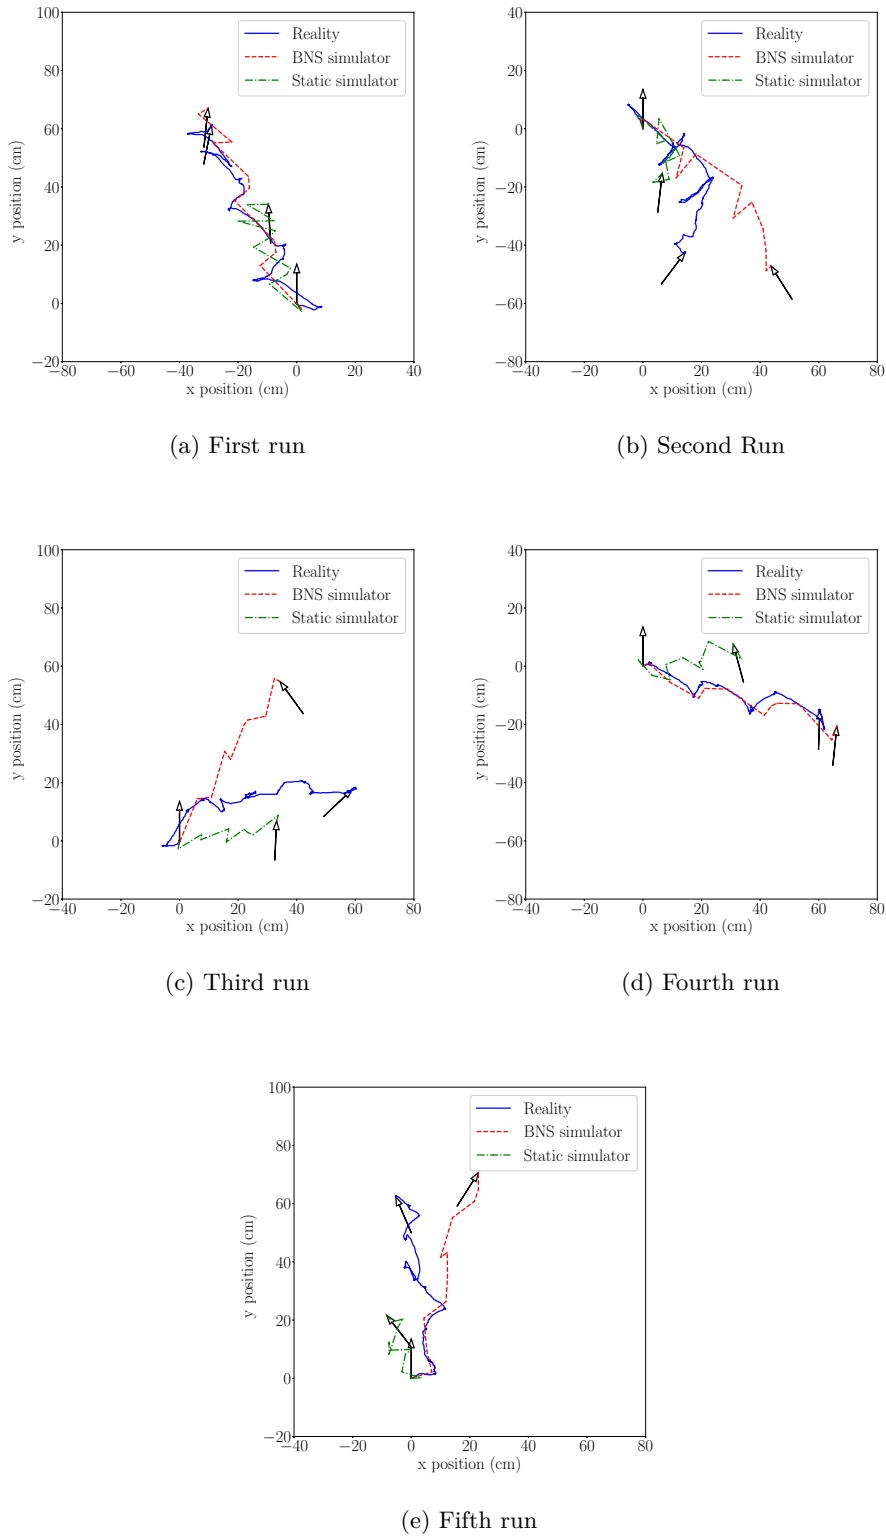 100
80
60
40
20
0
−20
−80
−60
−40
−20
0
20
40
x position (cm)
y position (cm)
Reality
BNS simulator
Static simulator
(a) First run
40
20
0
−20
−40
−60
−80
−40
−20
0
20
40
60
80
x position (cm)
y position (cm)
Reality
BNS simulator
Static simulator
(b) Second Run
100
80
60
40
20
0
−20
−40
−20
0
20
40
60
80
x position (cm)
y position (cm)
Reality
BNS simulator
Static simulator
(c) Third run
40
20
0
−20
−40
−60
−80
−40
−20
0
20
40
60
80
x position (cm)
y position (cm)
Reality
BNS simulator
Static simulator
(d) Fourth run
100
80
60
40
20
0
−20
−40
−20
0
20
40
60
80
x position (cm)
y position (cm)
Reality
BNS simulator
Static simulator
(e) Fifth run